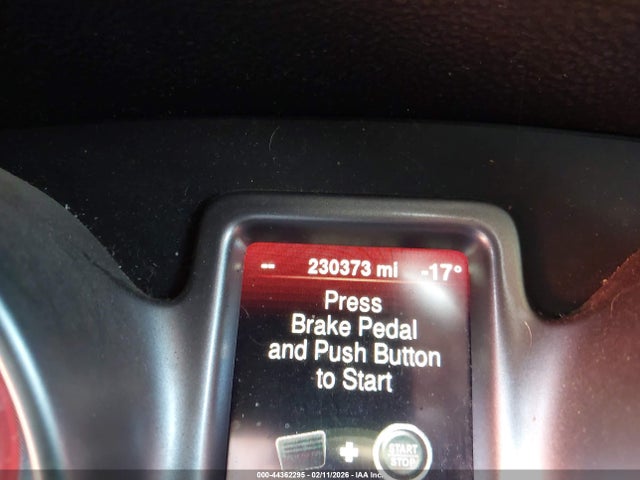 -- 230373 mi -17°
Press
Brake Pedal
and Push Button
to Start
START
STOP
000-44362295 - 02/11/2026 - IAA Inc.